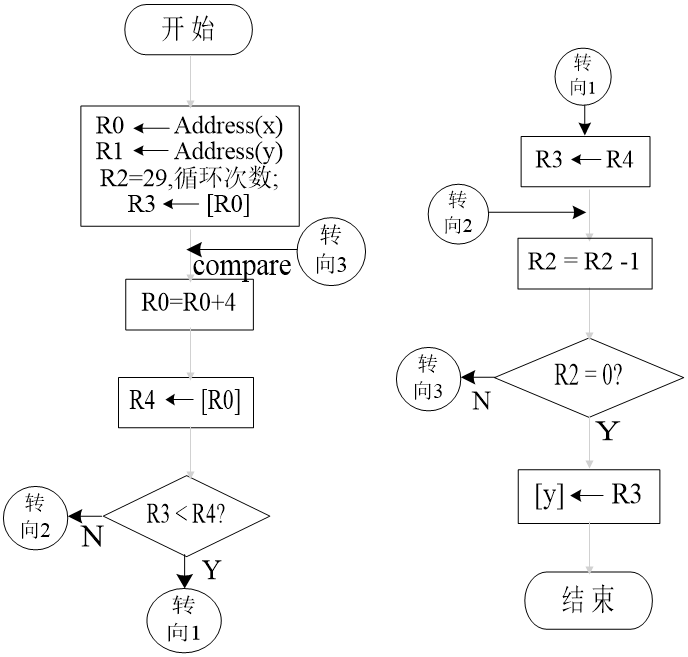 开 始
R0 ← Address(x)
R1 ← Address(y)
R2=29,循环次数;
R3 ← [R0]
转
向3
compare
R0=R0+4
R4 ← [R0]
R3 < R4?
转
向2
N
Y
转
向1
转
向1
R3 ← R4
转
向2
R2 = R2 -1
R2 = 0?
转
向3
N
Y
[y] ← R3
结 束